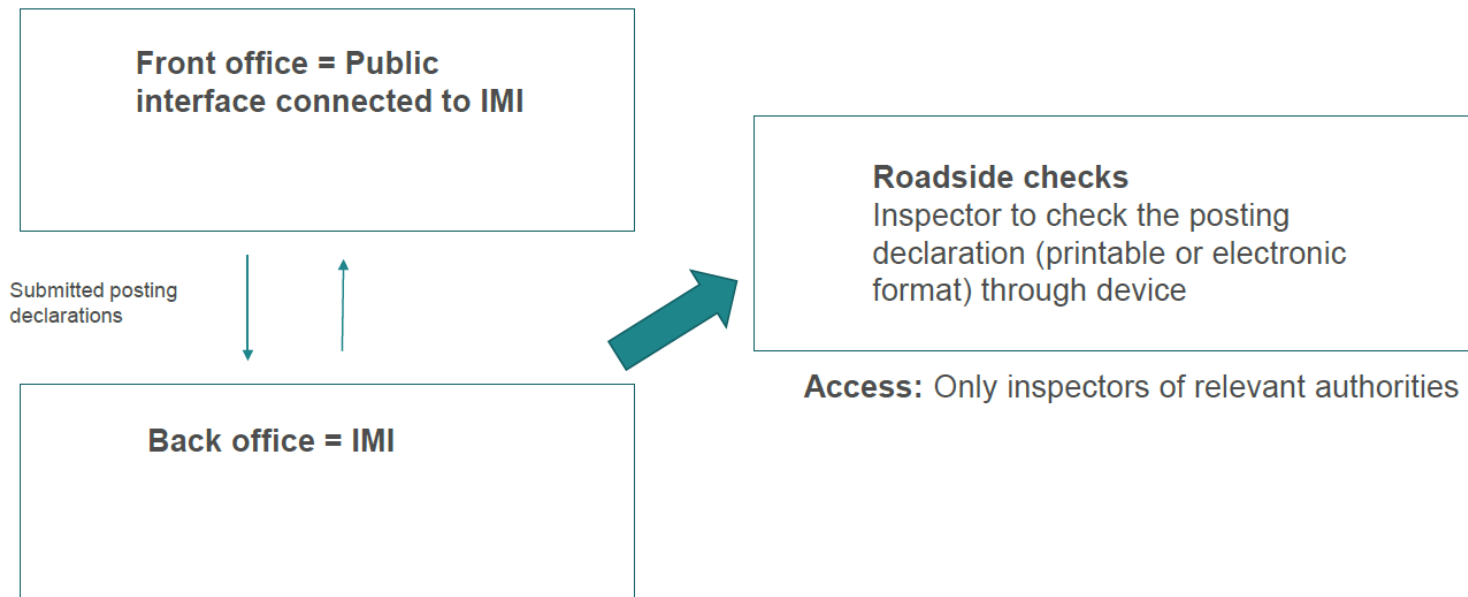 Front office = Public
interface connected to IMI
Submitted posting
declarations
Back office = IMI
Roadside checks
Inspector to check the posting
declaration (printable or electronic
format) through device
Access: Only inspectors of relevant authorities